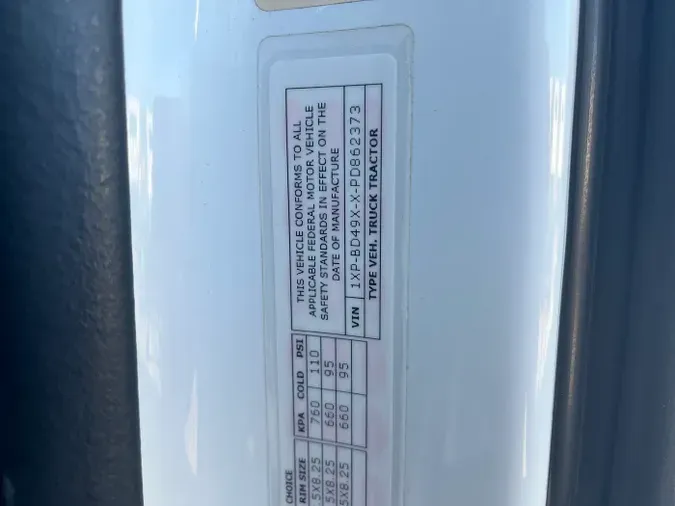 CHOICE
RIM SIZE KPA COLD PSI
.5X8.25 760 110
.5X8.25 660 95
5X8.25 660 95
THIS VEHICLE CONFORMS TO ALL
APPLICABLE FEDERAL MOTOR VEHICLE
SAFETY STANDARDS IN EFFECT ON THE
DATE OF MANUFACTURE
VIN 1XP-BD49X-X-PD862373
TYPE VEH. TRUCK TRACTOR